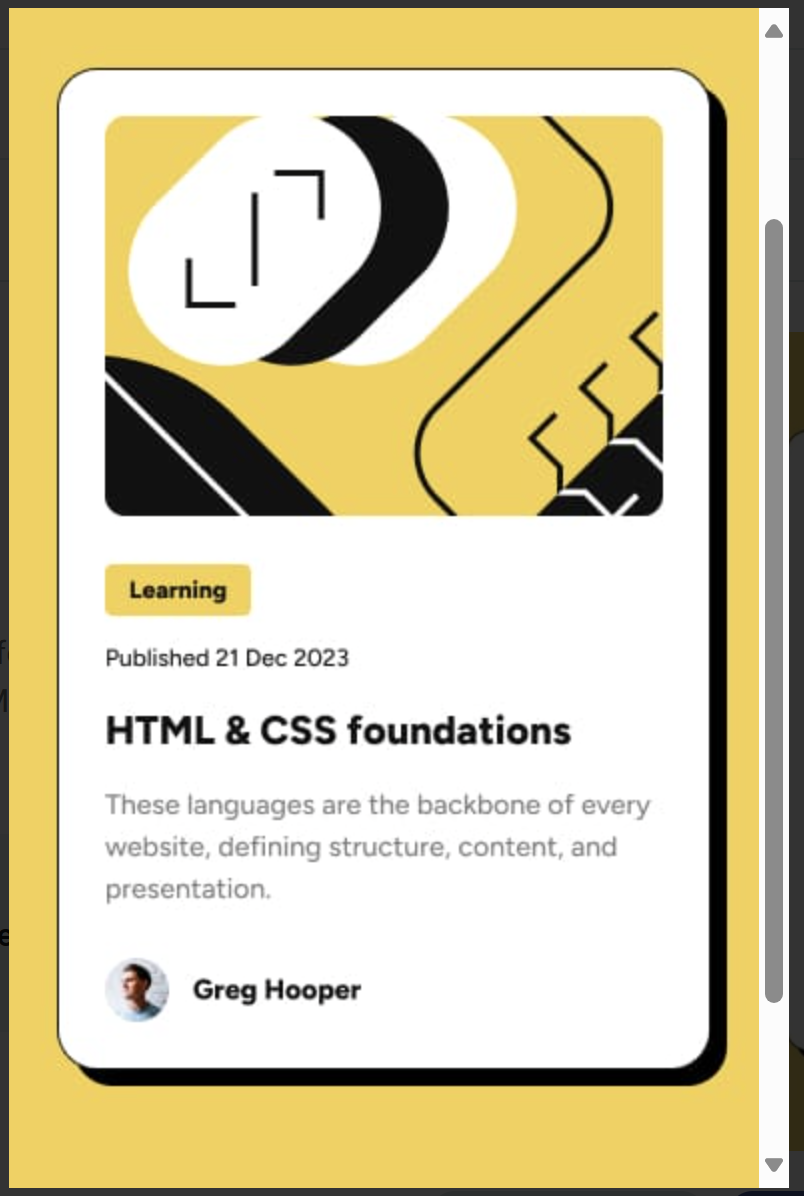 Learning
Published 21 Dec 2023
HTML & CSS foundations
These languages are the backbone of every
website, defining structure, content, and
presentation.
Greg Hooper